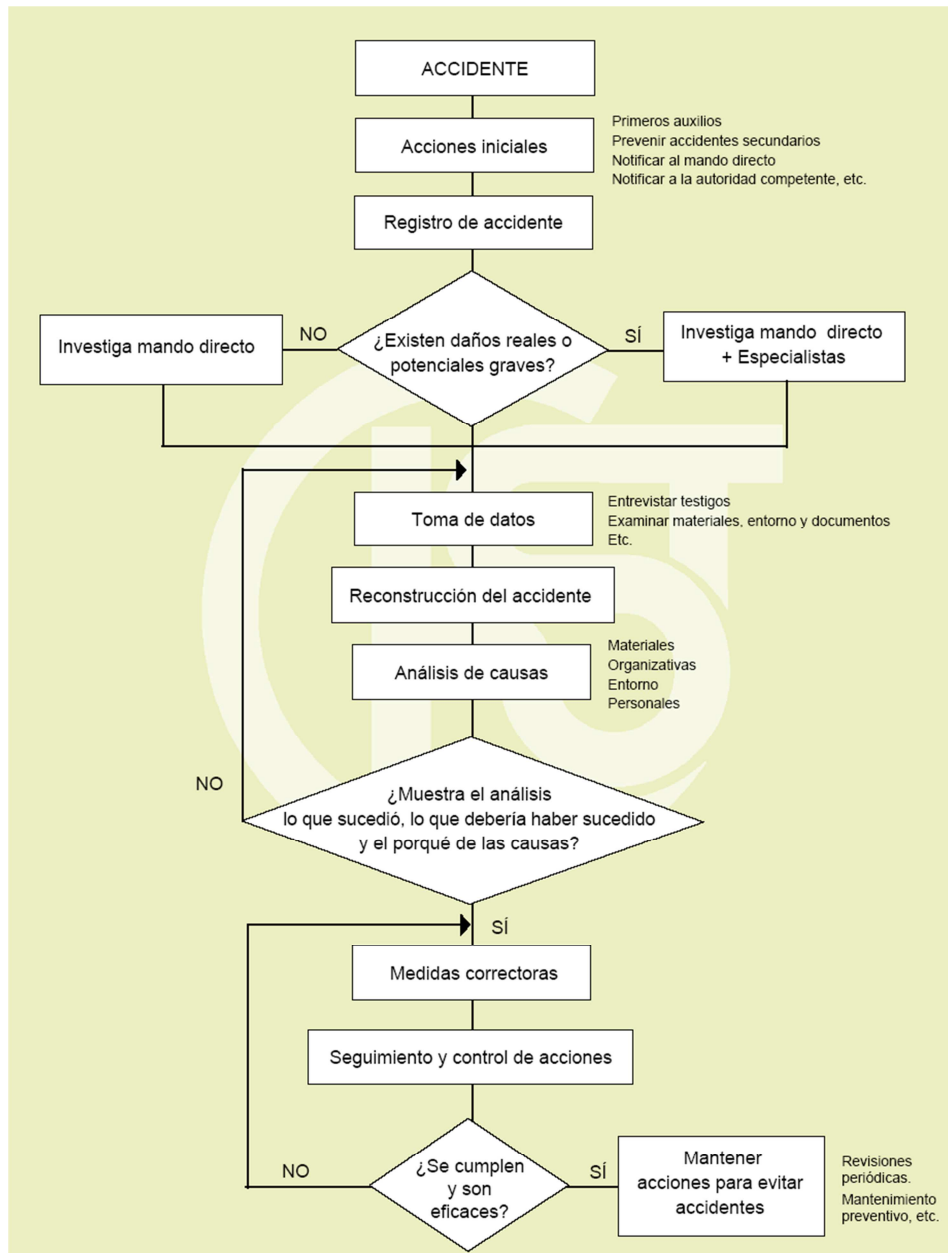 ACCIDENTE
Acciones iniciales
Primeros auxilios
Prevenir accidentes secundarios
Notificar al mando directo
Notificar a la autoridad competente, etc.
Registro de accidente
¿Existen daños reales o
potenciales graves?
NO
SÍ
Investiga mando directo
Investiga mando directo
+ Especialistas
Toma de datos
Entrevistar testigos
Examinar materiales, entorno y documentos
Etc.
Reconstrucción del accidente
Análisis de causas
Materiales
Organizativas
Entorno
Personales
¿Muestra el análisis
lo que sucedió, lo que debería haber sucedido
y el porqué de las causas?
NO
SÍ
Medidas correctoras
Seguimiento y control de acciones
¿Se cumplen
y son
eficaces?
NO
SÍ
Mantener
acciones para evitar
accidentes
Revisiones
periódicas.
Mantenimiento
preventivo, etc.